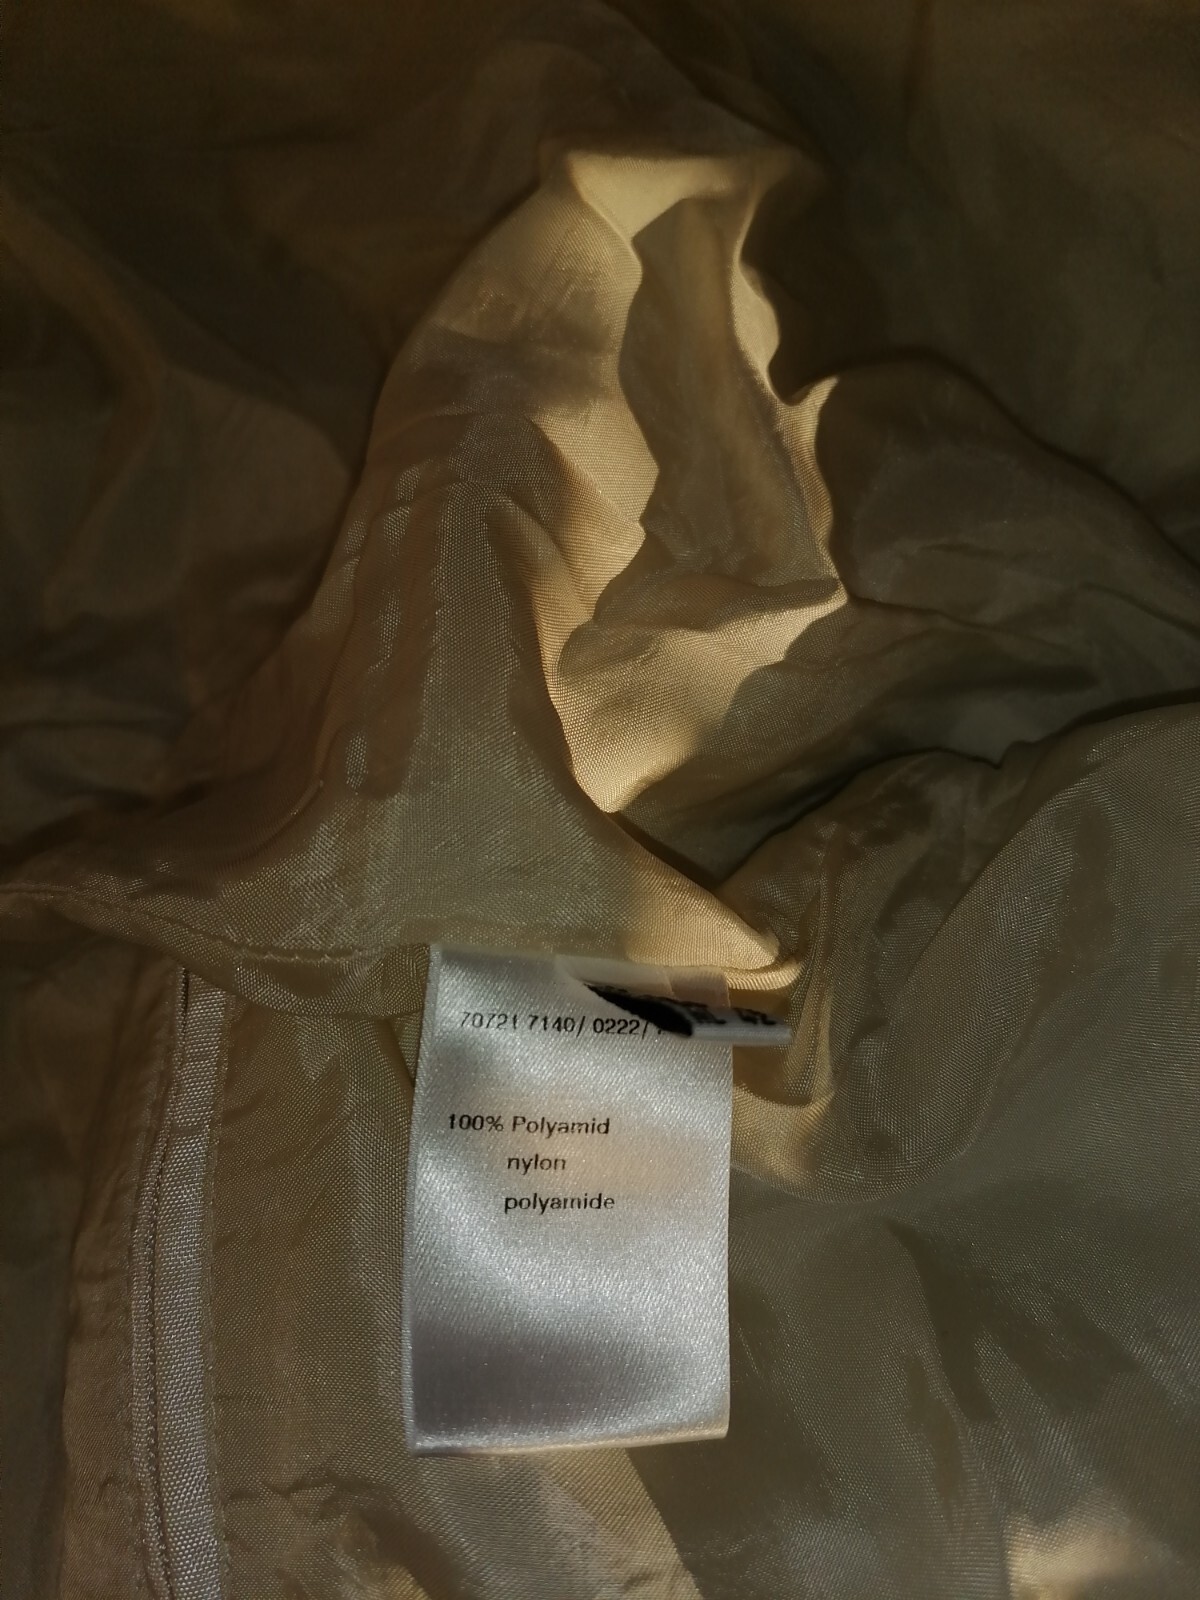 70721 7140/ 0222/
100% Polyamid
nylon
polyamide